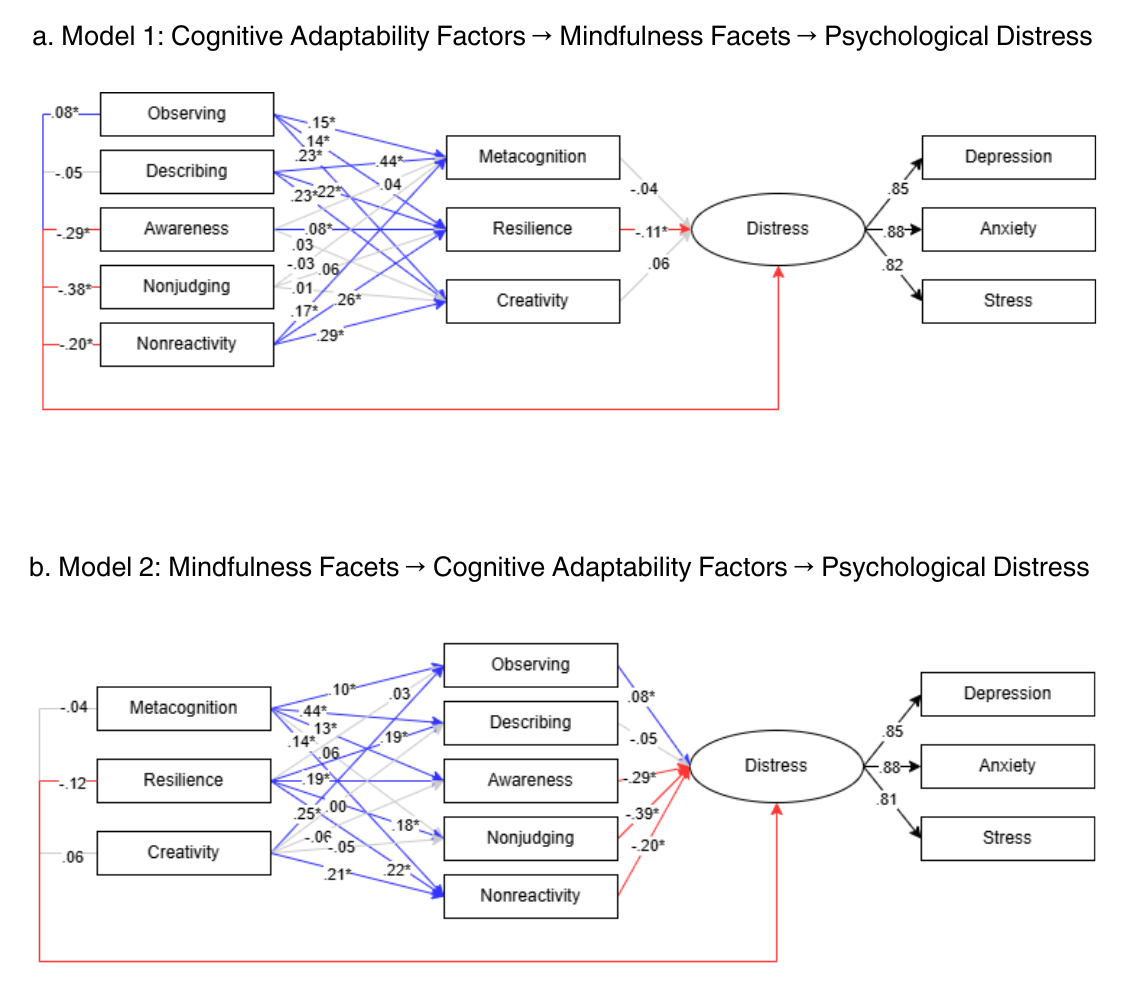 a. Model 1: Cognitive Adaptability Factors → Mindfulness Facets → Psychological Distress
.08*
Observing
.15*
.14*
.23*
-.05
Describing
.44*
.04
.23*
.22*
Metacognition
-.04
Depression
.85
-.29*
Awareness
.08*
.03
Resilience
-.11*
Distress
.88
Anxiety
-.38*
Nonjudging
-.03
.06
.01
.06
.82
Creativity
Stress
.17*
.26*
-.20*
Nonreactivity
.29*
b. Model 2: Mindfulness Facets → Cognitive Adaptability Factors → Psychological Distress
Observing
.08*
-.04
Metacognition
.10*
.03
.44*
.13*
.14*
.19*
.06
Describing
-.05
Depression
.85
-.12
Resilience
.19*
Awareness
-.29*
Distress
.88
Anxiety
.25*
.00
.18*
-.39*
.81
.06
Creativity
-.06
-.05
Nonjudging
-.20*
Stress
.21*
.22*
Nonreactivity